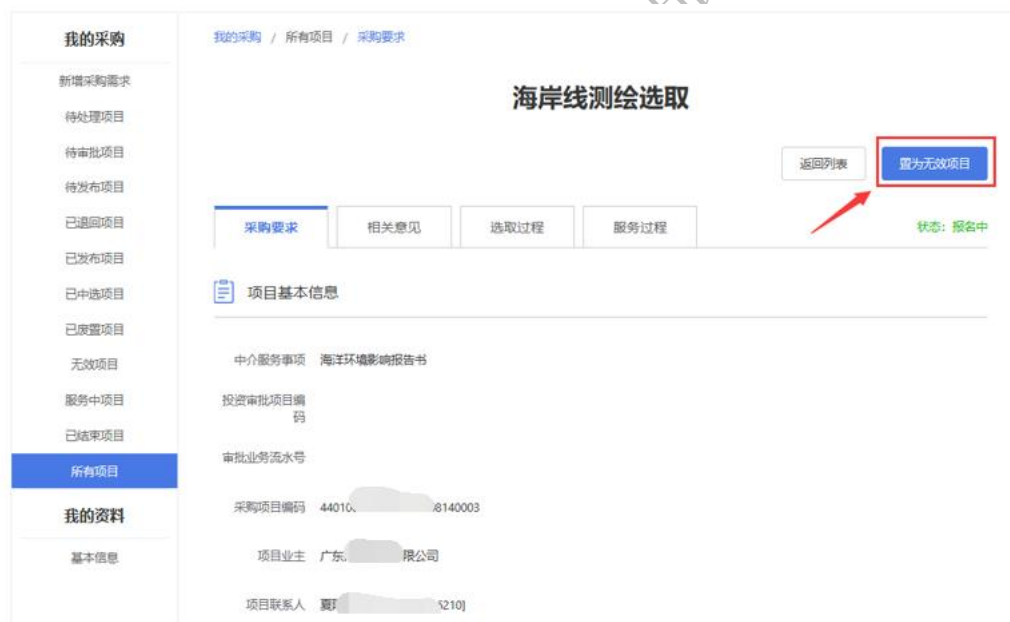 我的采购
新增采购需求
待处理项目
待审批项目
待发布项目
已退回项目
已发布项目
已中选项目
已废置项目
无效项目
服务中项目
已结束项目
所有项目
我的资料
基本信息
我的采购 / 所有项目 / 采购要求
海岸线测绘选取
返回列表 置为无效项目
采购要求 相关意见 选取过程 服务过程 状态：报名中
项目基本信息
中介服务事项 海洋环境影响报告书
投资审批项目编
码
审批业务流水号
采购项目编码 4401 8140003
项目业主 广东 限公司
项目联系人 夏 5210]